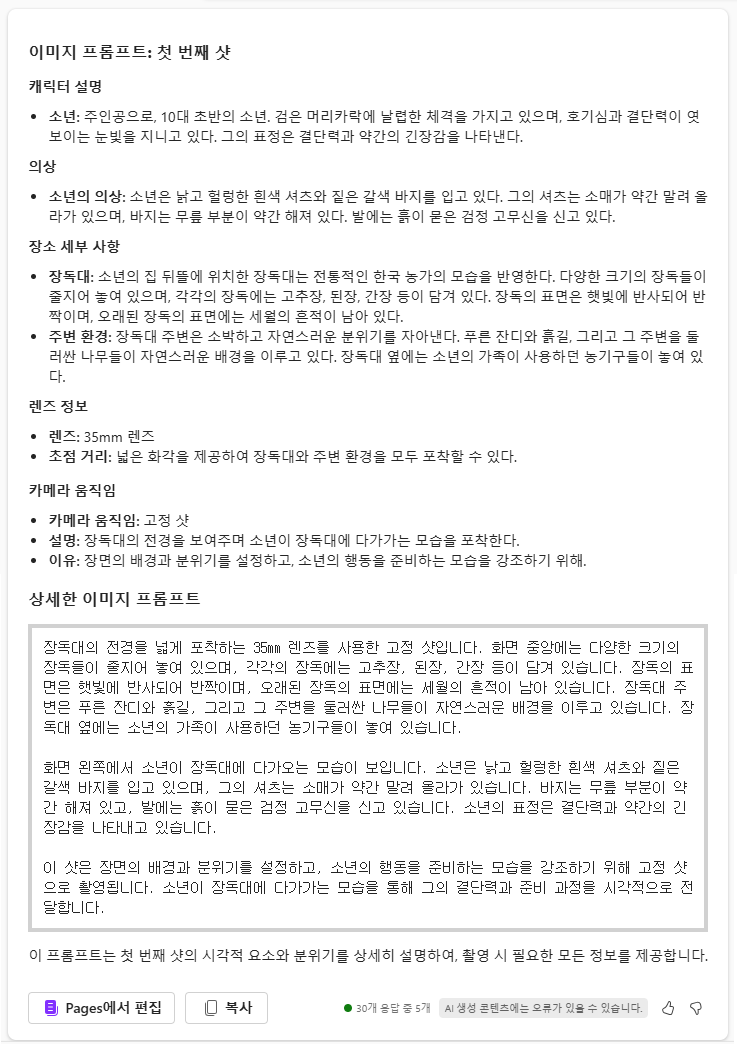 이미지 프롬프트: 첫 번째 샷
캐릭터 설명
• 소년: 주인공으로, 10대 초반의 소년. 검은 머리카락에 날렵한 체격을 가지고 있으며, 호기심과 결단력이 엿
보이는 눈빛을 지니고 있다. 그의 표정은 결단력과 약간의 긴장감을 나타낸다.
의상
• 소년의 의상: 소년은 낡고 헐렁한 흰색 셔츠와 짙은 갈색 바지를 입고 있다. 그의 셔츠는 소매가 약간 말려 올
라가 있으며, 바지는 무릎 부분이 약간 해져 있다. 발에는 흙이 묻은 검정 고무신을 신고 있다.
장소 세부 사항
• 장독대: 소년의 집 뒤뜰에 위치한 장독대는 전통적인 한국 농가의 모습을 반영한다. 다양한 크기의 장독들이
줄지어 놓여 있으며, 각각의 장독에는 고추장, 된장, 간장 등이 담겨 있다. 장독의 표면은 햇빛에 반사되어 반
짝이며, 오래된 장독의 표면에는 세월의 흔적이 남아 있다.
• 주변 환경: 장독대 주변은 소박하고 자연스러운 분위기를 자아낸다. 푸른 잔디와 흙길, 그리고 그 주변을 둘
러싼 나무들이 자연스러운 배경을 이루고 있다. 장독대 옆에는 소년의 가족이 사용하던 농기구들이 놓여 있
다.
렌즈 정보
• 렌즈: 35mm 렌즈
• 초점 거리: 넓은 화각을 제공하여 장독대와 주변 환경을 모두 포착할 수 있다.
카메라 움직임
• 카메라 움직임: 고정 샷
• 설명: 장독대의 전경을 보여주며 소년이 장독대에 다가가는 모습을 포착한다.
• 이유: 장면의 배경과 분위기를 설정하고, 소년의 행동을 준비하는 모습을 강조하기 위해.
상세한 이미지 프롬프트
장독대의 전경을 넓게 포착하는 35mm 렌즈를 사용한 고정 샷입니다. 화면 중앙에는 다양한 크기의
장독들이 줄지어 놓여 있으며, 각각의 장독에는 고추장, 된장, 간장 등이 담겨 있습니다. 장독의 표
면은 햇빛에 반사되어 반짝이며, 오래된 장독의 표면에는 세월의 흔적이 남아 있습니다. 장독대 주
변은 푸른 잔디와 흙길, 그리고 그 주변을 둘러싼 나무들이 자연스러운 배경을 이루고 있습니다. 장
독대 옆에는 소년의 가족이 사용하던 농기구들이 놓여 있습니다.
화면 왼쪽에서 소년이 장독대에 다가오는 모습이 보입니다. 소년은 낡고 헐렁한 흰색 셔츠와 짙은
갈색 바지를 입고 있으며, 그의 셔츠는 소매가 약간 말려 올라가 있습니다. 바지는 무릎 부분이 약
간 해져 있고, 발에는 흙이 묻은 검정 고무신을 신고 있습니다. 소년의 표정은 결단력과 약간의 긴
장감을 나타내고 있습니다.
이 샷은 장면의 배경과 분위기를 설정하고, 소년의 행동을 준비하는 모습을 강조하기 위해 고정 샷
으로 촬영됩니다. 소년이 장독대에 다가가는 모습을 통해 그의 결단력과 준비 과정을 시각적으로 전
달합니다.
이 프롬프트는 첫 번째 샷의 시각적 요소와 분위기를 상세히 설명하여, 촬영 시 필요한 모든 정보를 제공합니다.
Pages에서 편집 복사 30개 응답 중 5개 AI 생성 콘텐츠에는 오류가 있을 수 있습니다.